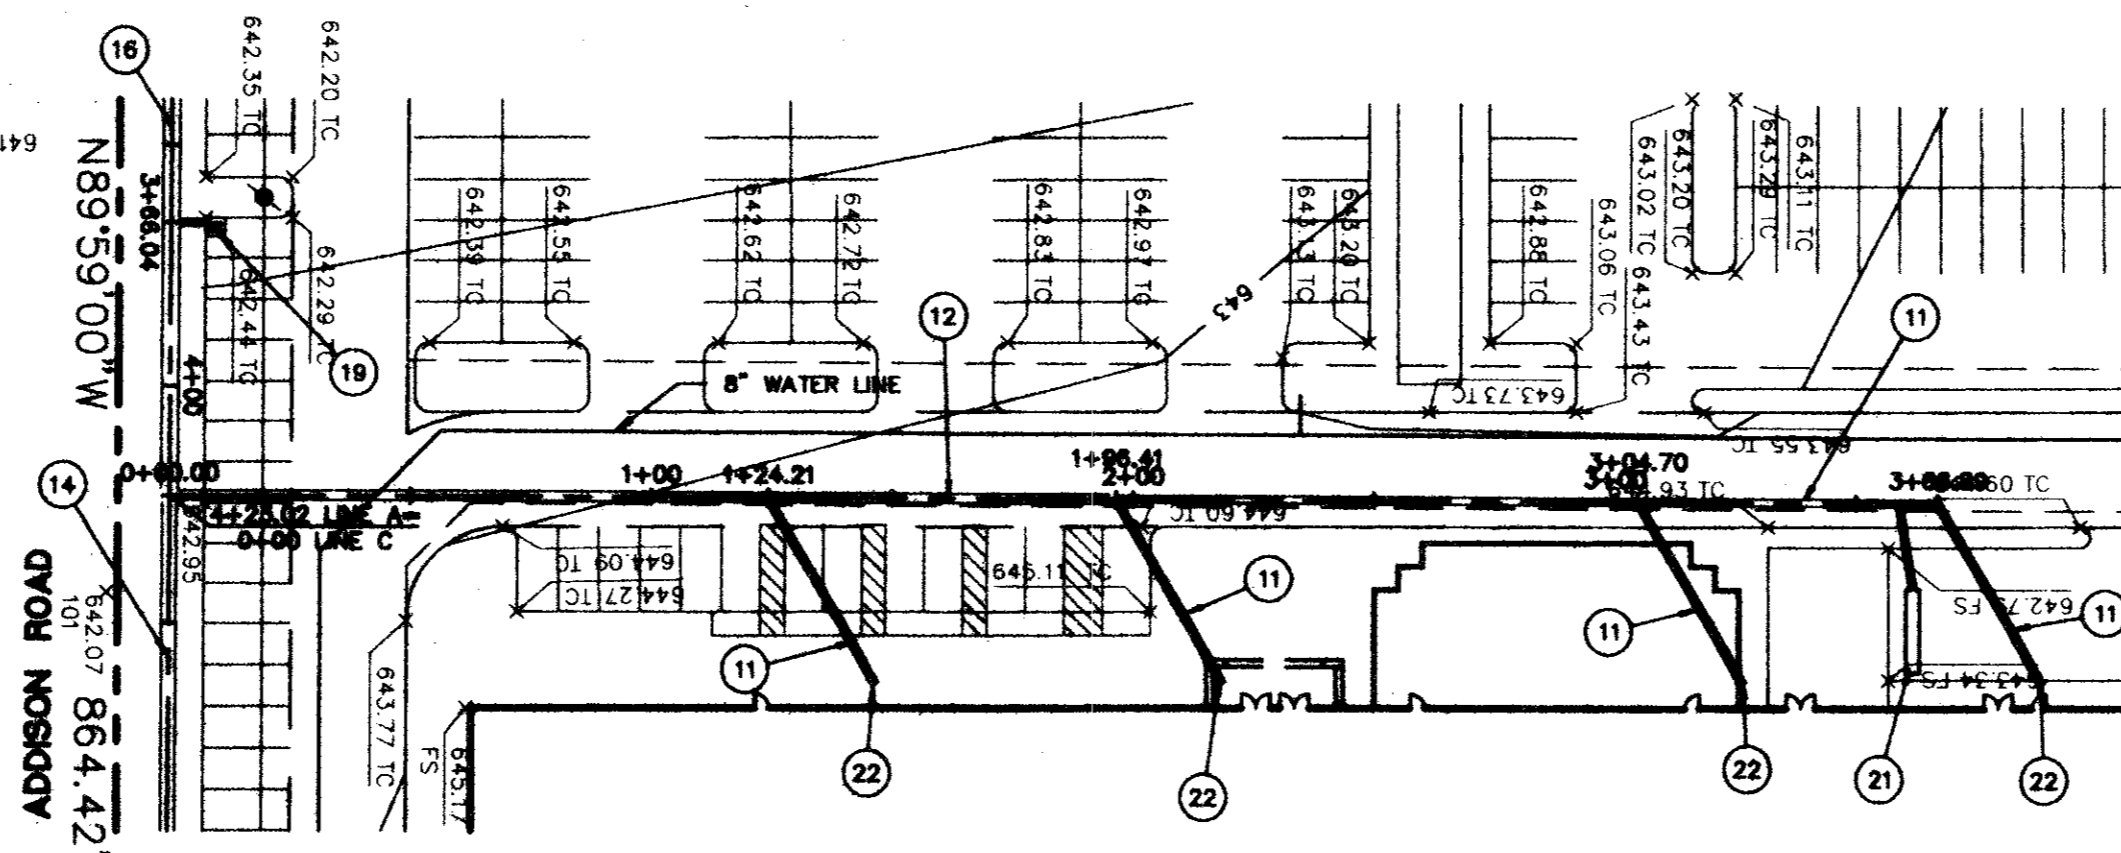 16
642.35 TC
642.20 TC
641
N89°59'00"W
3+66.04
642.44 TC
642.29 TC
19
4+00
642.39 TC
642.55 TC
642.62 TC
642.72 TC
642.83 TC
642.97 TC
643
643.13 TC
643.20 TC
642.88 TC
643.06 TC
643.02 TC
643.43 TC
643.20 TC
643.29 TC
643.11 TC
12
11
8" WATER LINE
643.73 TC
643.55 TC
14
0+00.00
1+00
1+24.21
1+96.41
2+00
3+04.70
3+00
4+25.02 LINE A=
0+00 LINE C
642.95
644.60 TC
644.09 TC
644.27 TC
11
11
11
11
642.75 FS
643.34 FS
ADDISON ROAD
642.07
101
864.42'
643.77 TC
645.17
FS
22
22
22
21
22